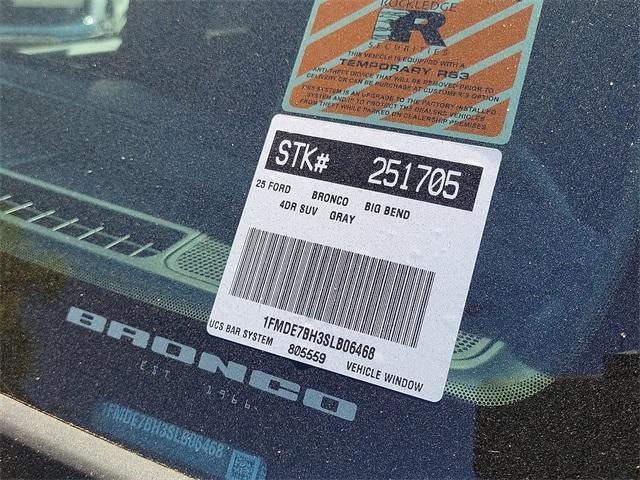 ROCKLEDGE
R
SECURITIES
THIS VEHICLE IS EQUIPPED WITH A
TEMPORARY RS3
ANTI-THEFT DEVICE THAT WILL BE REMOVED PRIOR TO
DELIVERY OR CAN BE PURCHASE AT CUSTOMER'S OPTION
THIS SYSTEM IS AN UPGRADE TO THE FACTORY INSTALLED
SYSTEM AND IS TO PROTECT THE DEALERS VEHICLES
FROM THEFT WHILE PARKED ON DEALERSHIP PREMISES.
STK# 251705
25 FORD BRONCO BIG BEND
4DR SUV GRAY
1FMDE7BH3SLB06468
UCS BAR SYSTEM 805559 VEHICLE WINDOW
BRONCO
EST. 1966
1FMDE7BH3SLB06468